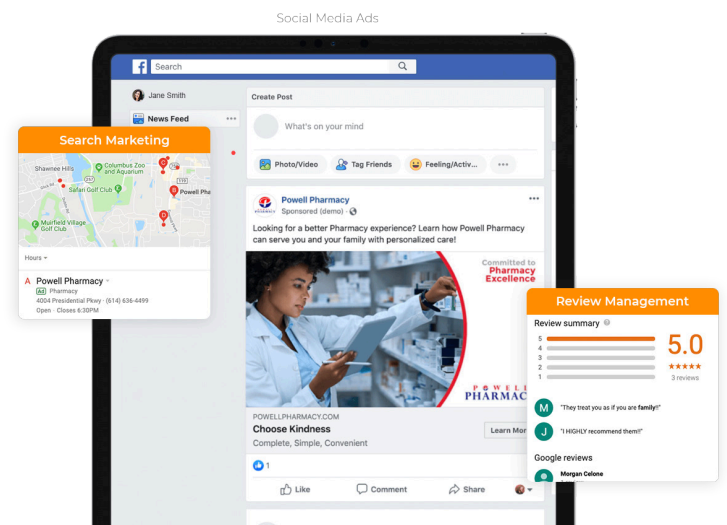 Social Media Ads
Search
Jane Smith
News Feed
Create Post
What's on your mind
Photo/Video
Tag Friends
Feeling/Activ...
Powell Pharmacy
Sponsored (demo) ·
Looking for a better Pharmacy experience? Learn how Powell Pharmacy
can serve you and your family with personalized care!
Committed to
Pharmacy
Excellence
POWELL
PHARMAC
POWELLPHARMACY.COM
Choose Kindness
Complete, Simple, Convenient
Learn Mor
1
Like
Comment
Share
Search Marketing
Shawnee Hills
Columbus Zoo
and Aquarium
257
Safari Golf Club
Powell Pha
Muirfield Village
Golf Club
C
B
D
Hours
A Powell Pharmacy
Ad Pharmacy
4004 Presidential Pkwy · (614) 636-4499
Open · Closes 6:30PM
Review Management
Review summary
5
4
3
2
1
5.0
3 reviews
M "They treat you as if you are family!!"
J "I HIGHLY recommend them!!"
Google reviews
Morgan Celone